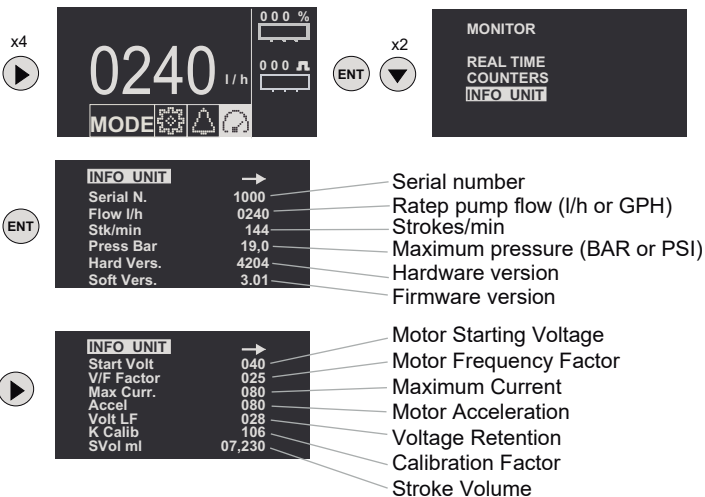 x4
000 %
0240 l/h
000
MODE
ENT
x2
MONITOR
REAL TIME
COUNTERS
INFO UNIT
ENT
INFO UNIT
Serial N. 1000
Flow l/h 0240
Stk/min 144
Press Bar 19,0
Hard Vers. 4204
Soft Vers. 3.01
Serial number
Ratep pump flow (l/h or GPH)
Strokes/min
Maximum pressure (BAR or PSI)
Hardware version
Firmware version
INFO UNIT
Start Volt 040
V/F Factor 025
Max Curr. 080
Accel 080
Volt LF 028
K Calib 106
SVol ml 07,230
Motor Starting Voltage
Motor Frequency Factor
Maximum Current
Motor Acceleration
Voltage Retention
Calibration Factor
Stroke Volume